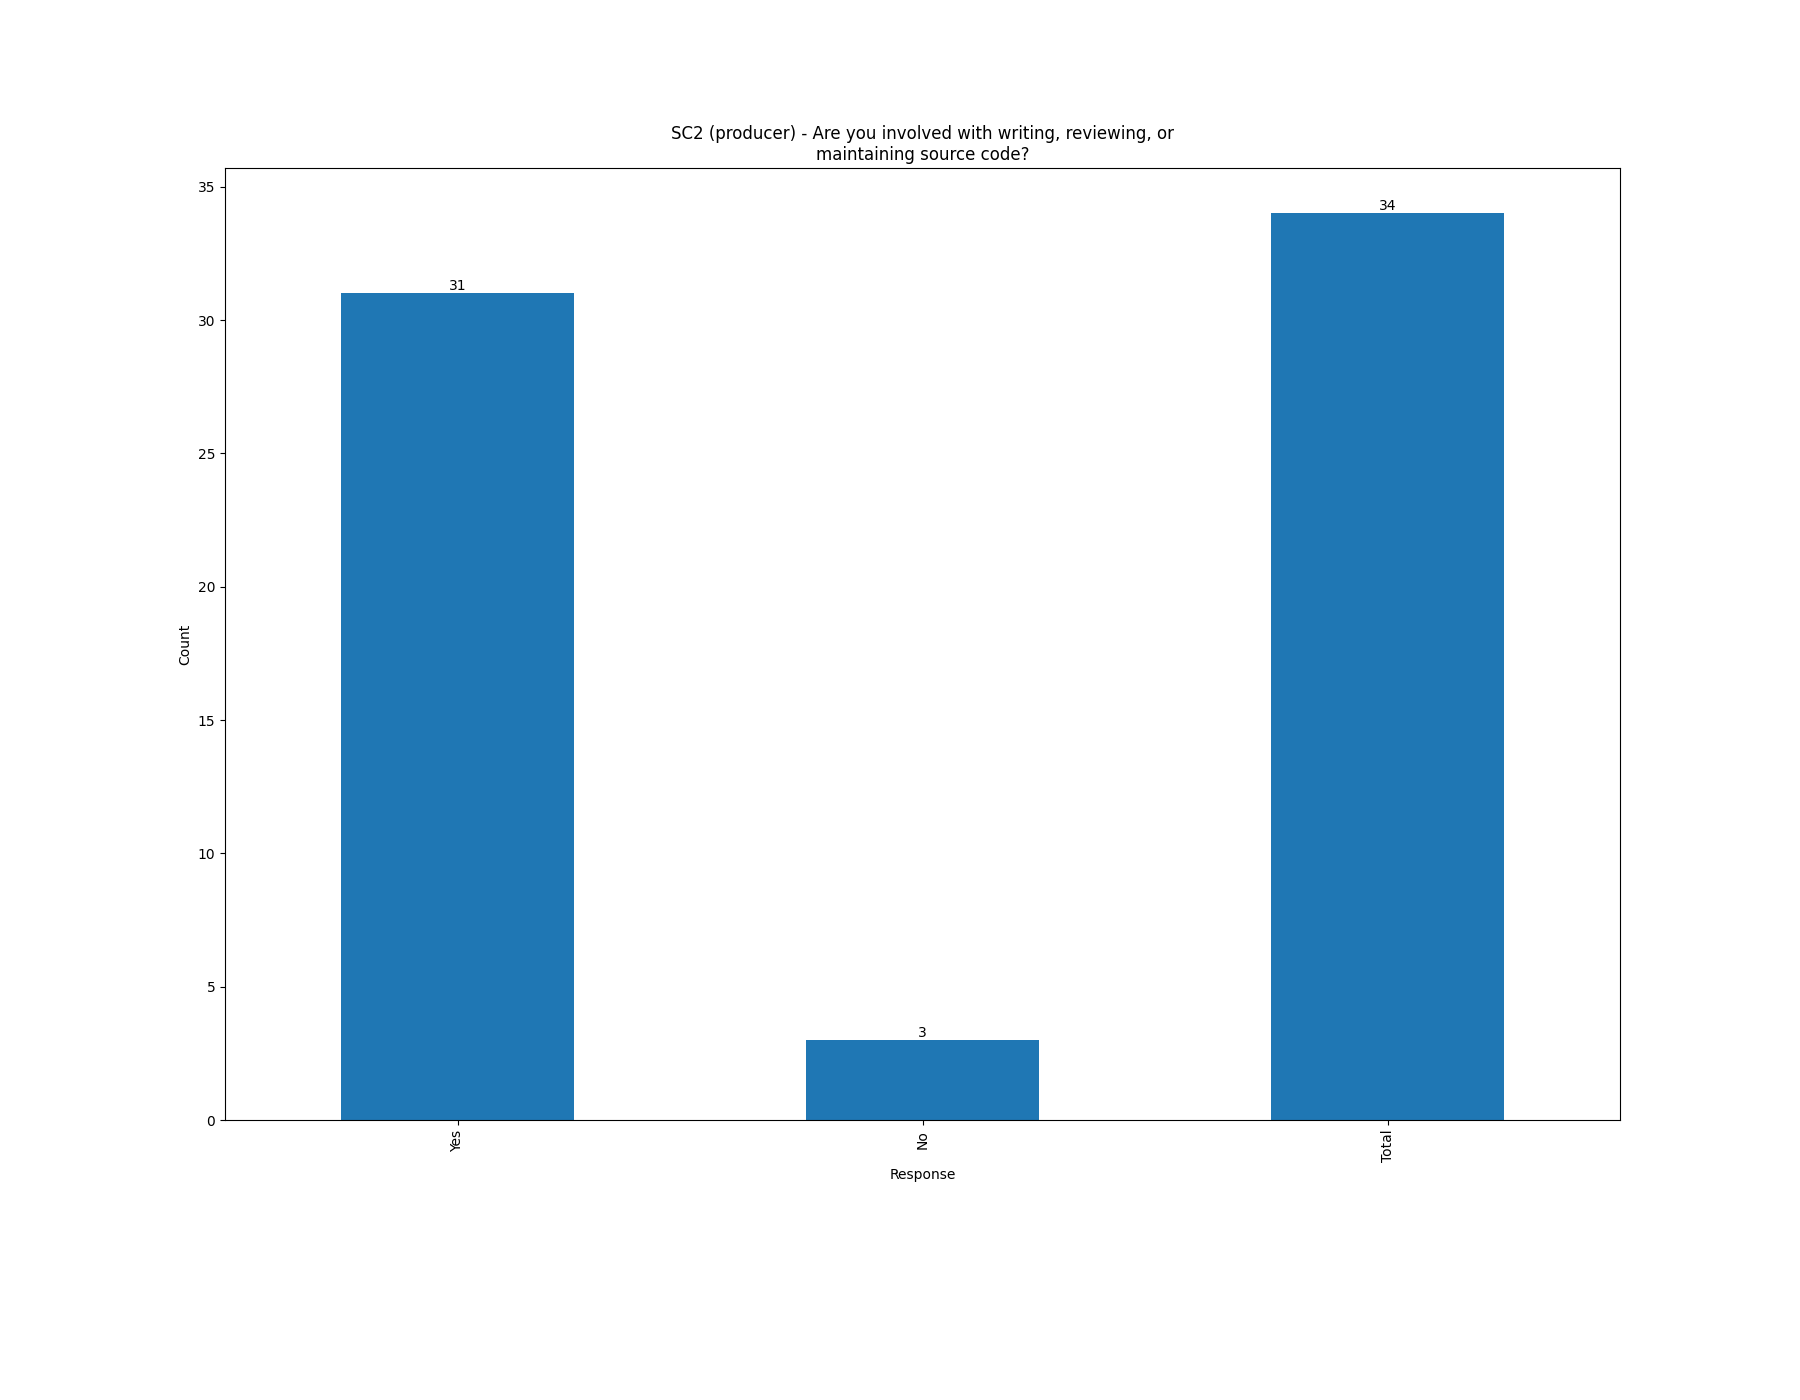 SC2 (producer) - Are you involved with writing, reviewing, or
maintaining source code?
35
30
25
20
15
10
5
0
Count
31
3
34
Yes
No
Total
Response